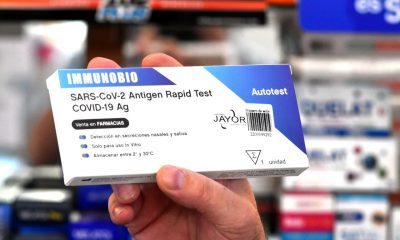 IMMUNOBIO
SARS-CoV-2 Antigen Rapid Test
COVID-19 Ag
Autotest
Venta en FARMACIAS
JAYOR
Detección en secreciones nasales y saliva
Solo para uso In Vitro
Almacenar entre 2° y 30°C
1 unidad
es